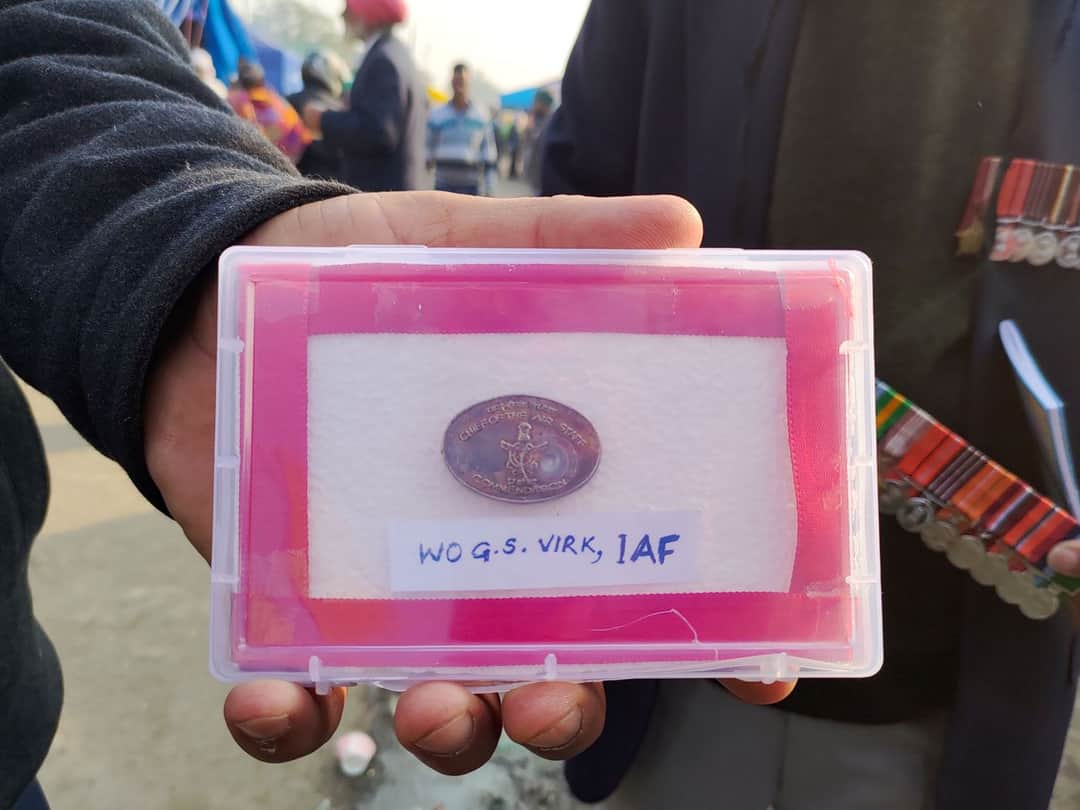 CHIEF OF THE AIR STAFF
COMMENDATION
WO G.S. VIRK, IAF